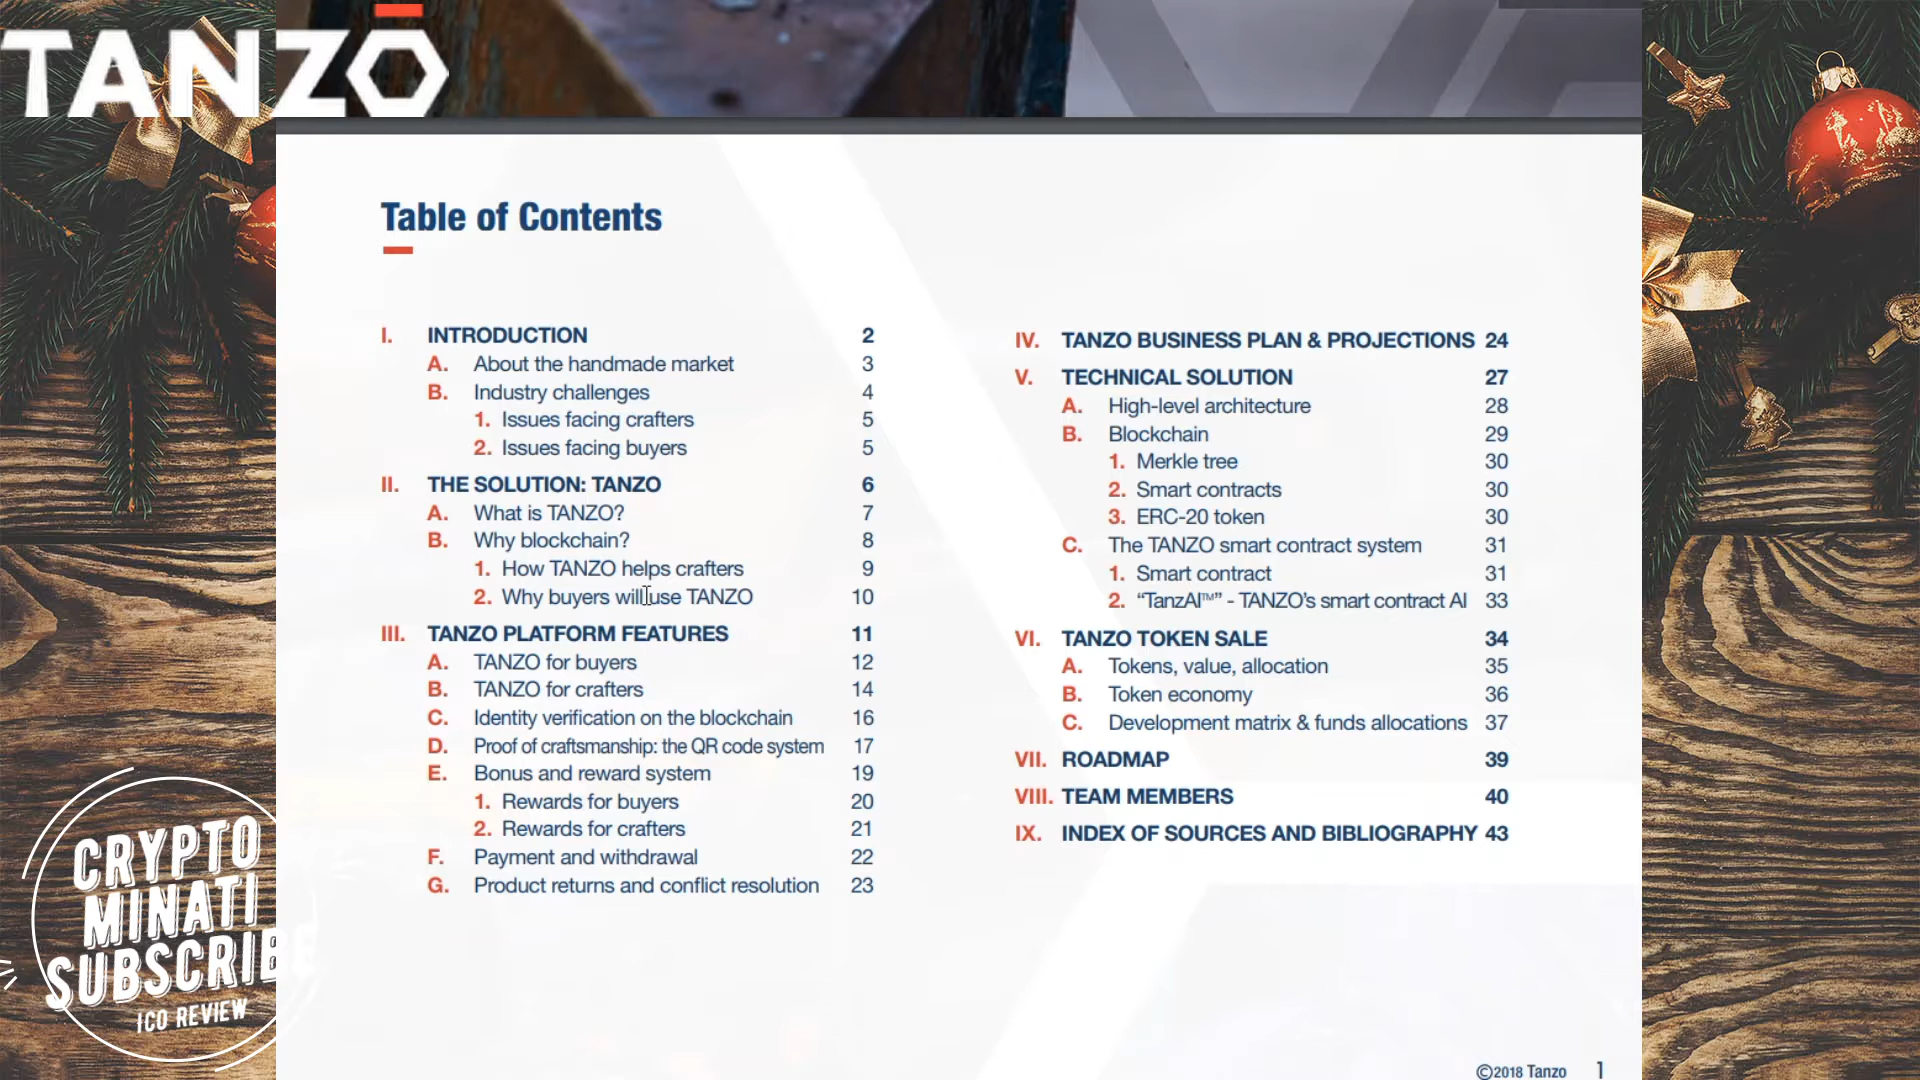 TANZO
Table of Contents
I. INTRODUCTION 2
A. About the handmade market 3
B. Industry challenges 4
1. Issues facing crafters 5
2. Issues facing buyers 5
II. THE SOLUTION: TANZO 6
A. What is TANZO? 7
B. Why blockchain? 8
1. How TANZO helps crafters 9
2. Why buyers will use TANZO 10
III. TANZO PLATFORM FEATURES 11
A. TANZO for buyers 12
B. TANZO for crafters 14
C. Identity verification on the blockchain 16
D. Proof of craftsmanship: the QR code system 17
E. Bonus and reward system 19
1. Rewards for buyers 20
2. Rewards for crafters 21
F. Payment and withdrawal 22
G. Product returns and conflict resolution 23
IV. TANZO BUSINESS PLAN & PROJECTIONS 24
V. TECHNICAL SOLUTION 27
A. High-level architecture 28
B. Blockchain 29
1. Merkle tree 30
2. Smart contracts 30
3. ERC-20 token 30
C. The TANZO smart contract system 31
1. Smart contract 31
2. “TanzAI™” - TANZO’s smart contract AI 33
VI. TANZO TOKEN SALE 34
A. Tokens, value, allocation 35
B. Token economy 36
C. Development matrix & funds allocations 37
VII. ROADMAP 39
VIII. TEAM MEMBERS 40
IX. INDEX OF SOURCES AND BIBLIOGRAPHY 43
CRYPTO
MINATI
SUBSCRIBE
ICO REVIEW
©2018 Tanzo 1